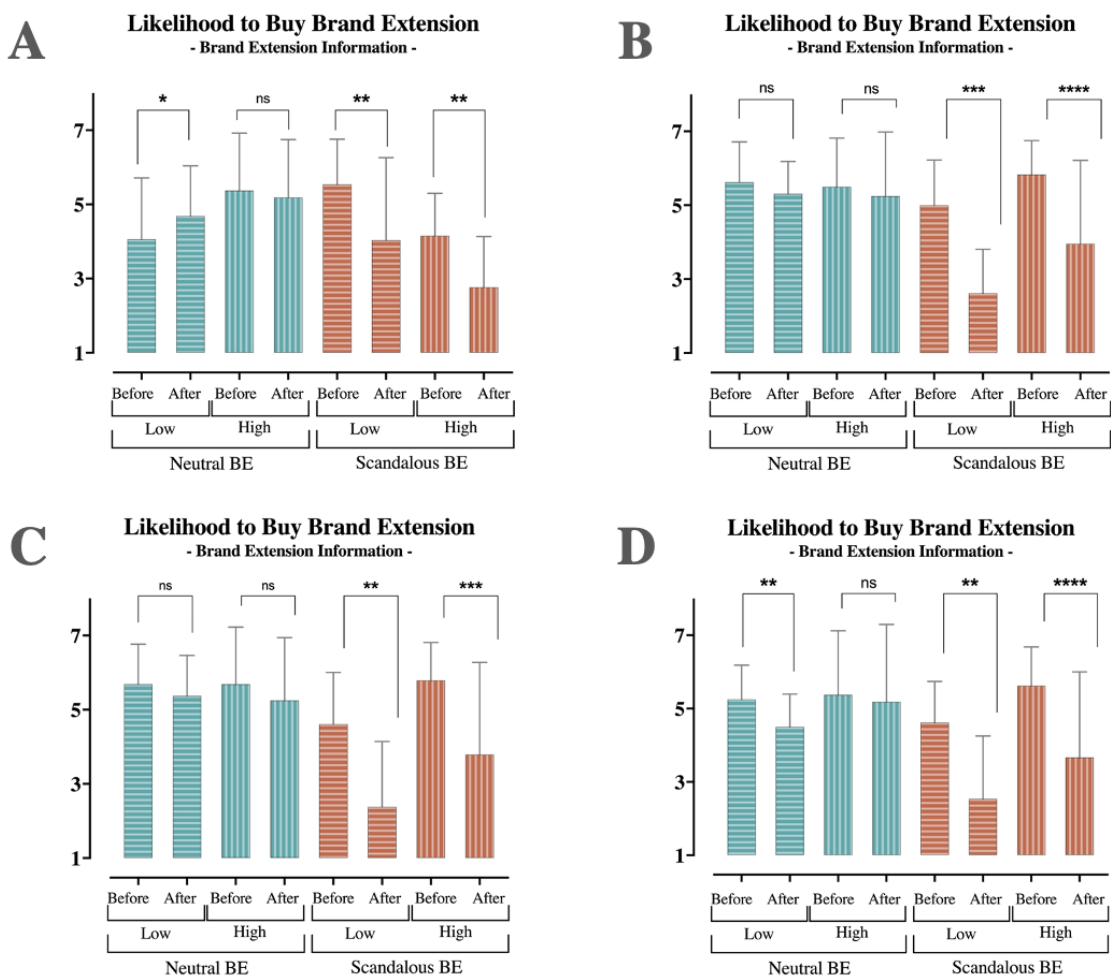 A
Likelihood to Buy Brand Extension
- Brand Extension Information -
* ns ** **
7
5
3
1
Before After Before After Before After Before After
Low High Low High
Neutral BE Scandalous BE
B
Likelihood to Buy Brand Extension
- Brand Extension Information -
ns ns *** ****
7
5
3
1
Before After Before After Before After Before After
Low High Low High
Neutral BE Scandalous BE
C
Likelihood to Buy Brand Extension
- Brand Extension Information -
ns ns ** ***
7
5
3
1
Before After Before After Before After Before After
Low High Low High
Neutral BE Scandalous BE
D
Likelihood to Buy Brand Extension
- Brand Extension Information -
** ns ** ****
7
5
3
1
Before After Before After Before After Before After
Low High Low High
Neutral BE Scandalous BE